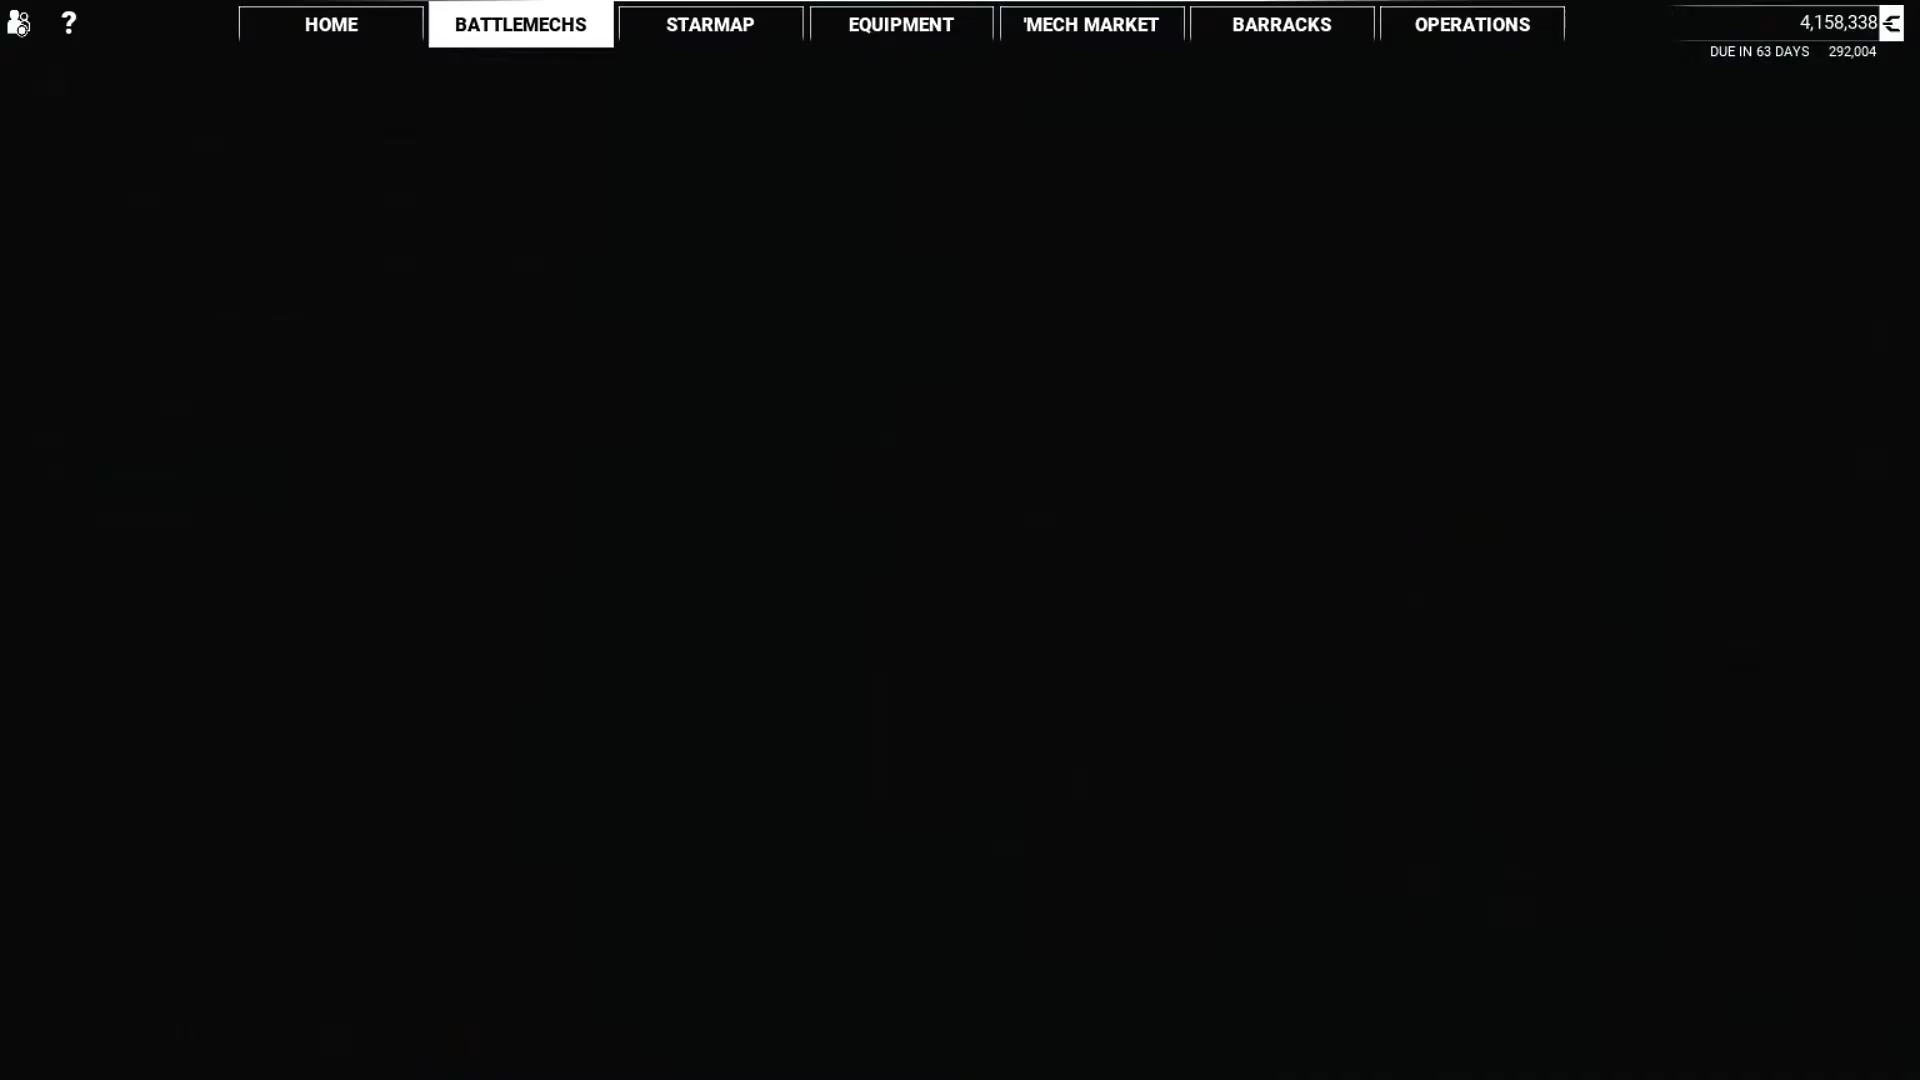 ?
HOME
BATTLEMECHS
STARMAP
EQUIPMENT
'MECH MARKET
BARRACKS
OPERATIONS
4,158,338
DUE IN 63 DAYS 292,004